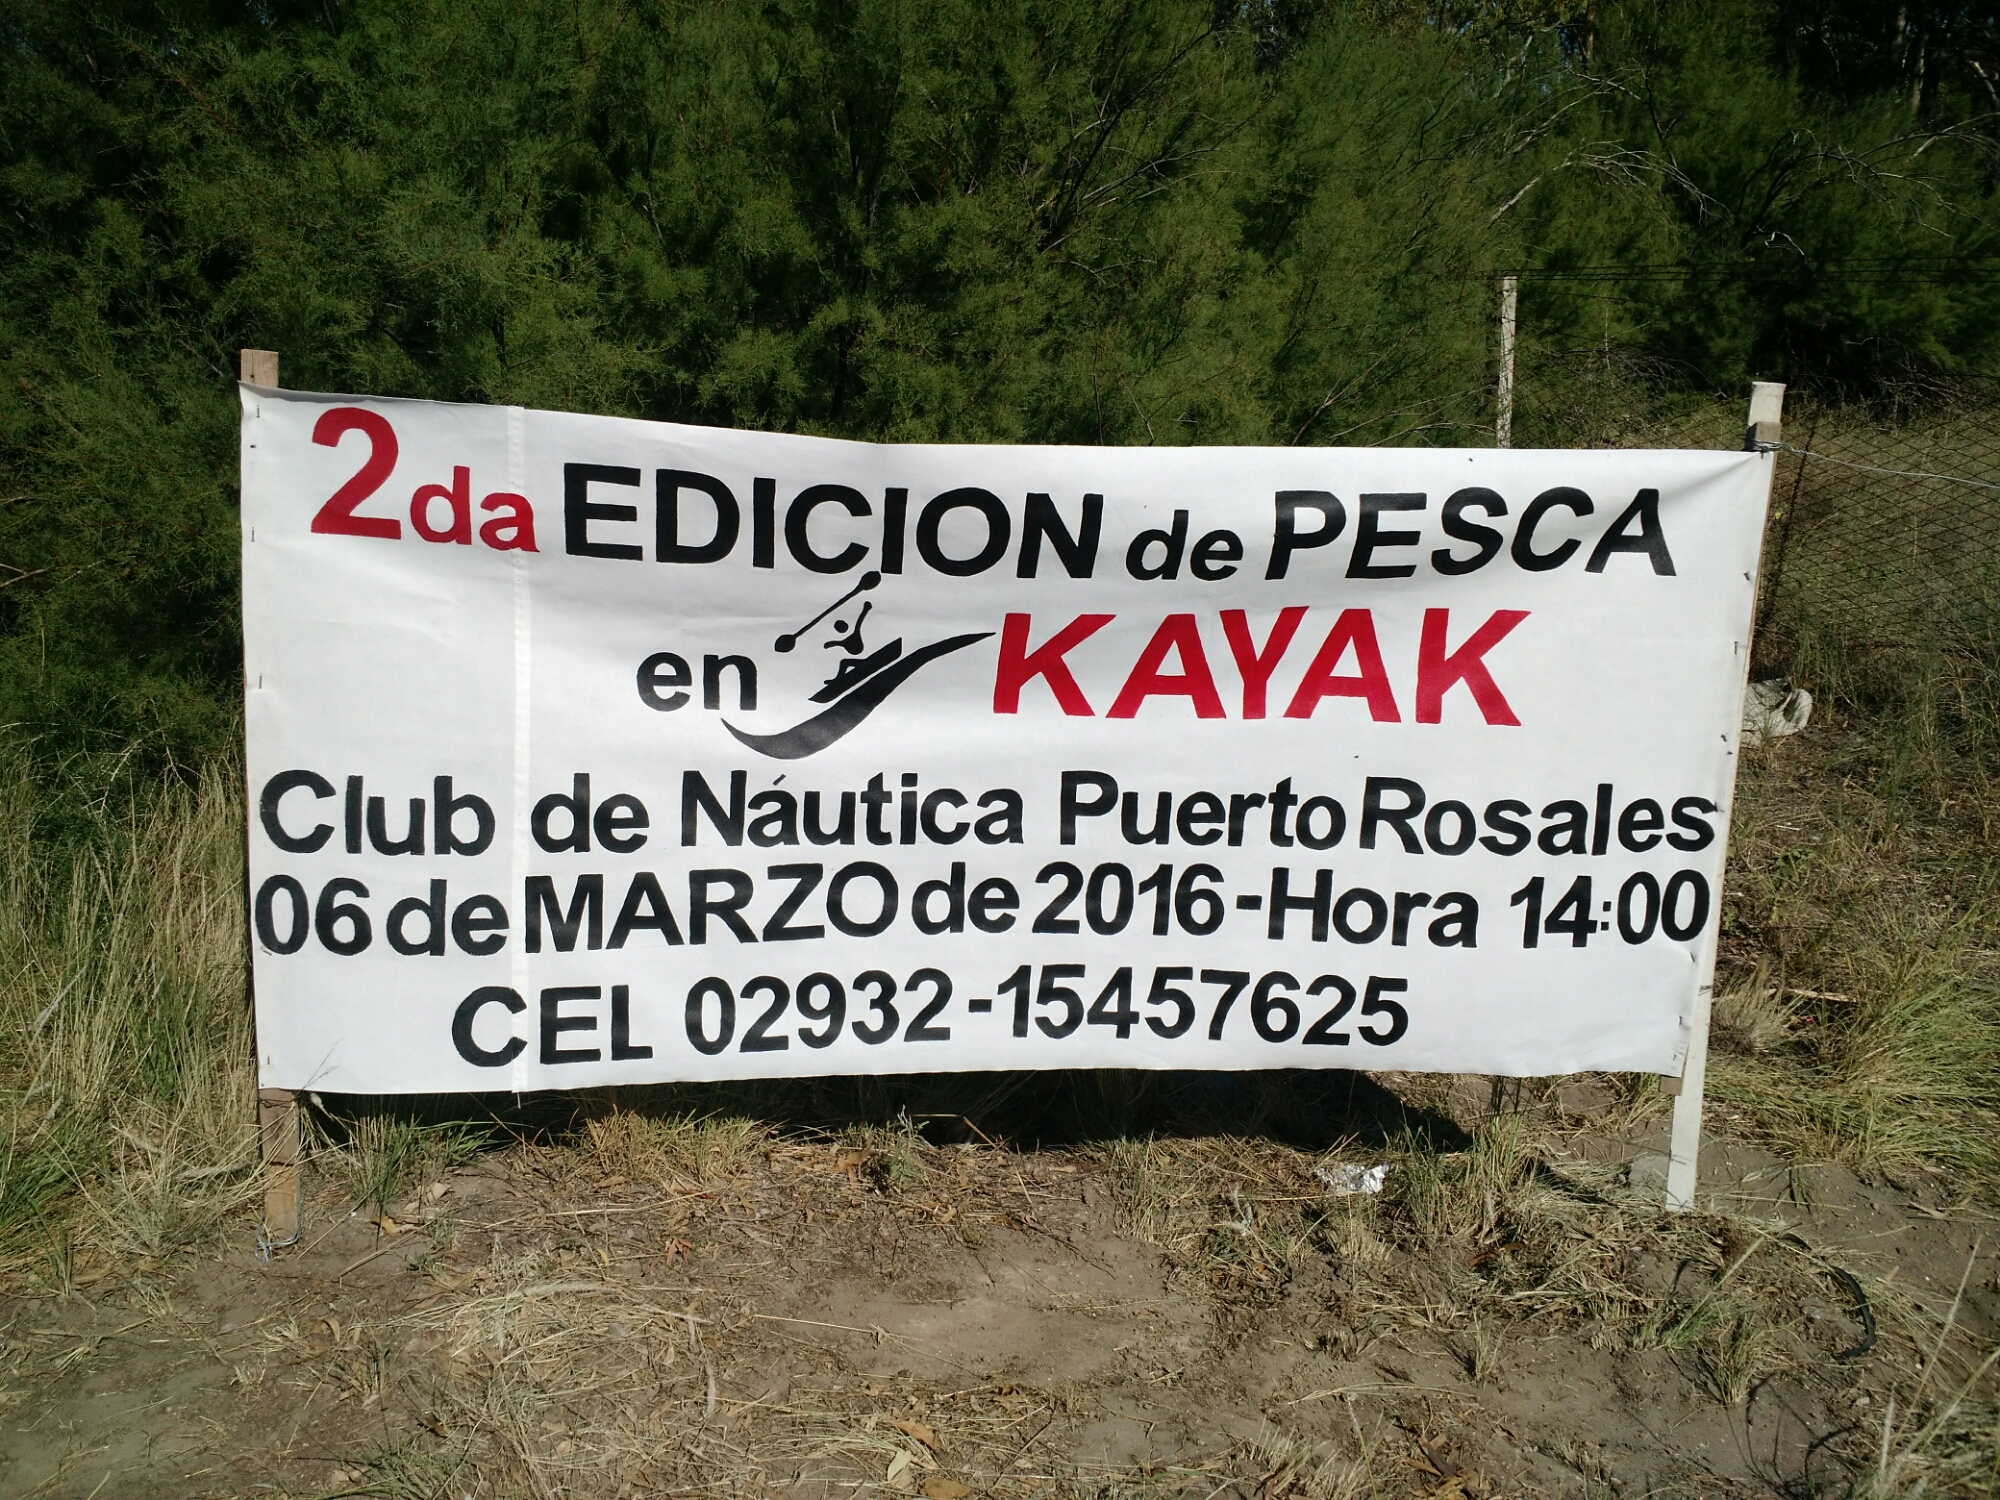 2da EDICION de PESCA
en KAYAK
Club de Náutica Puerto Rosales
06 de MARZO de 2016 - Hora 14:00
CEL 02932-15457625